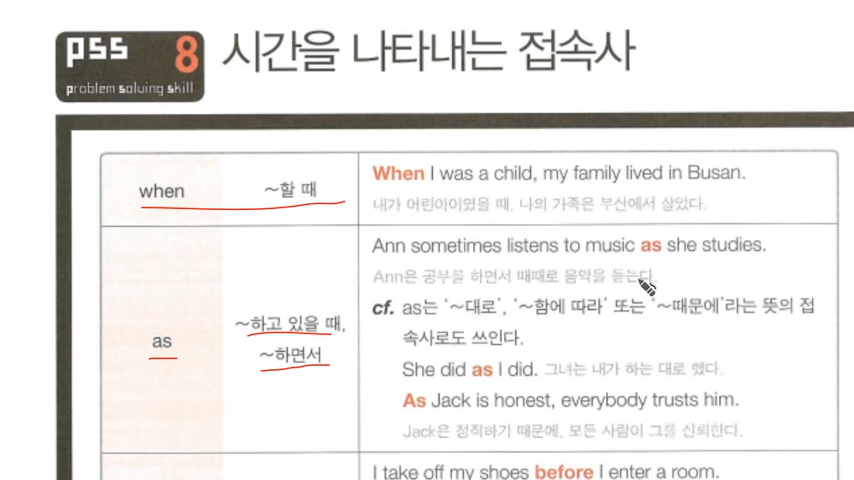 pss 8
problem solving skill
시간을 나타내는 접속사
when
~할 때
When I was a child, my family lived in Busan.
내가 어린아이였을 때, 나의 가족은 부산에서 살았다.
as
~하고 있을 때,
~하면서
Ann sometimes listens to music as she studies.
Ann은 공부를 하면서 때때로 음악을 듣는다.
cf. as는 '~대로', '~함에 따라' 또는 '~때문에'라는 뜻의 접
속사로도 쓰인다.
She did as I did. 그녀는 내가 하는 대로 했다.
As Jack is honest, everybody trusts him.
Jack은 정직하기 때문에, 모든 사람이 그를 신뢰한다.
I take off my shoes before I enter a room.